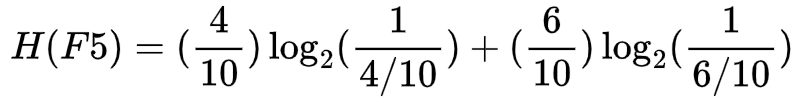 H(F5) = (4/10) log₂(1/(4/10)) + (6/10) log₂(1/(6/10))